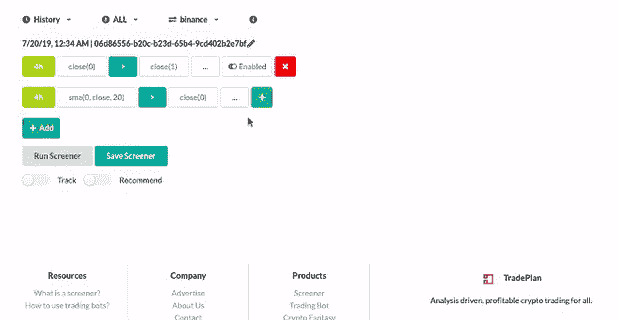 History ALL binance
7/20/19, 12:34 AM | 06d86556-b20c-b23d-65b4-9cd402b2e7bf
4h close(0) > close(1) ... Enabled
4h sma(0, close, 20) > close(0) ...
+ Add
Run Screener Save Screener
Track Recommend
Resources Company Products TradePlan
What is a screener? Advertise Screener
Analysis driven, profitable crypto trading for all.
How to use trading bots? About Us Trading Bot
Contact Crypto Fantasy